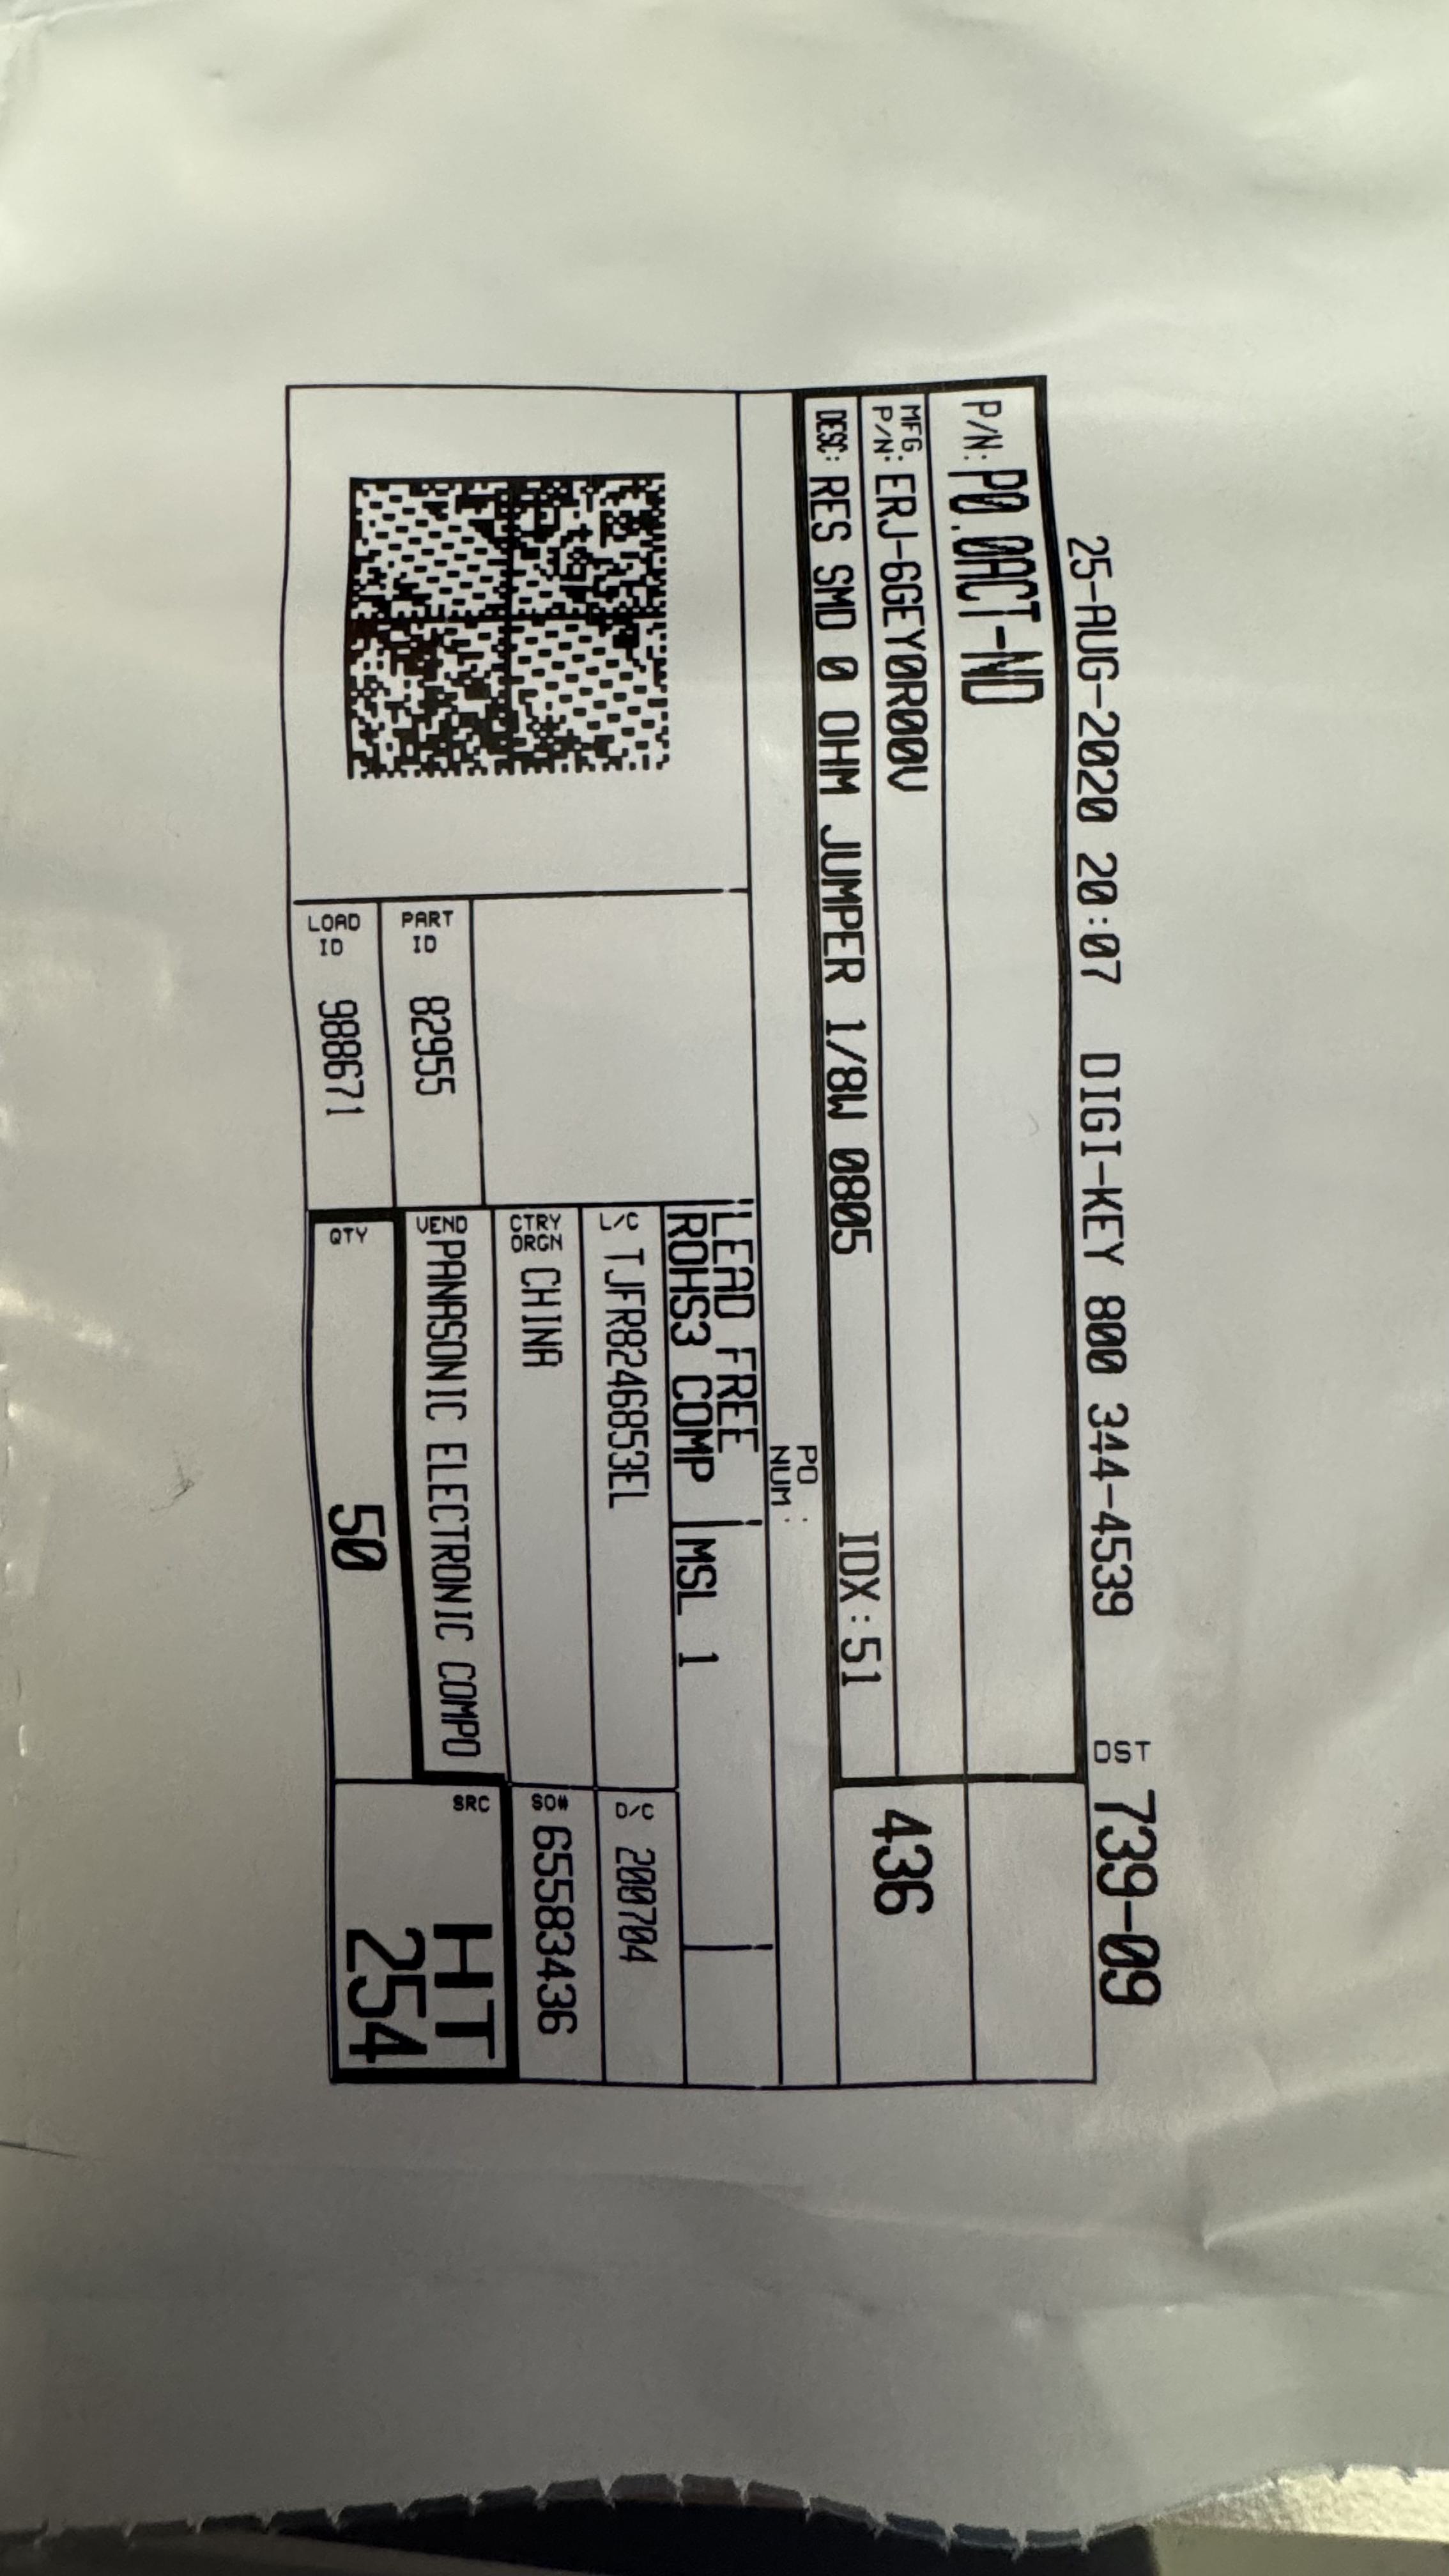 25-AUG-2020 20:07 DIGI-KEY 800 344-4539 DST 739-09
P/N: P0.0ACT-ND
MFG P/N: ERJ-6GEY0R00V
436
DESC: RES SMD 0 OHM JUMPER 1/8W 0805 IDX:51
PO NUM:
LEAD FREE
ROHS3 COMP MSL 1
L/C TJFR8246853EL D/C 200704
CTRY ORGN CHINA SO# 65583436
PART ID 82955 VEND PANASONIC ELECTRONIC COMPO SRC HT
LOAD ID 988671 QTY 50 254